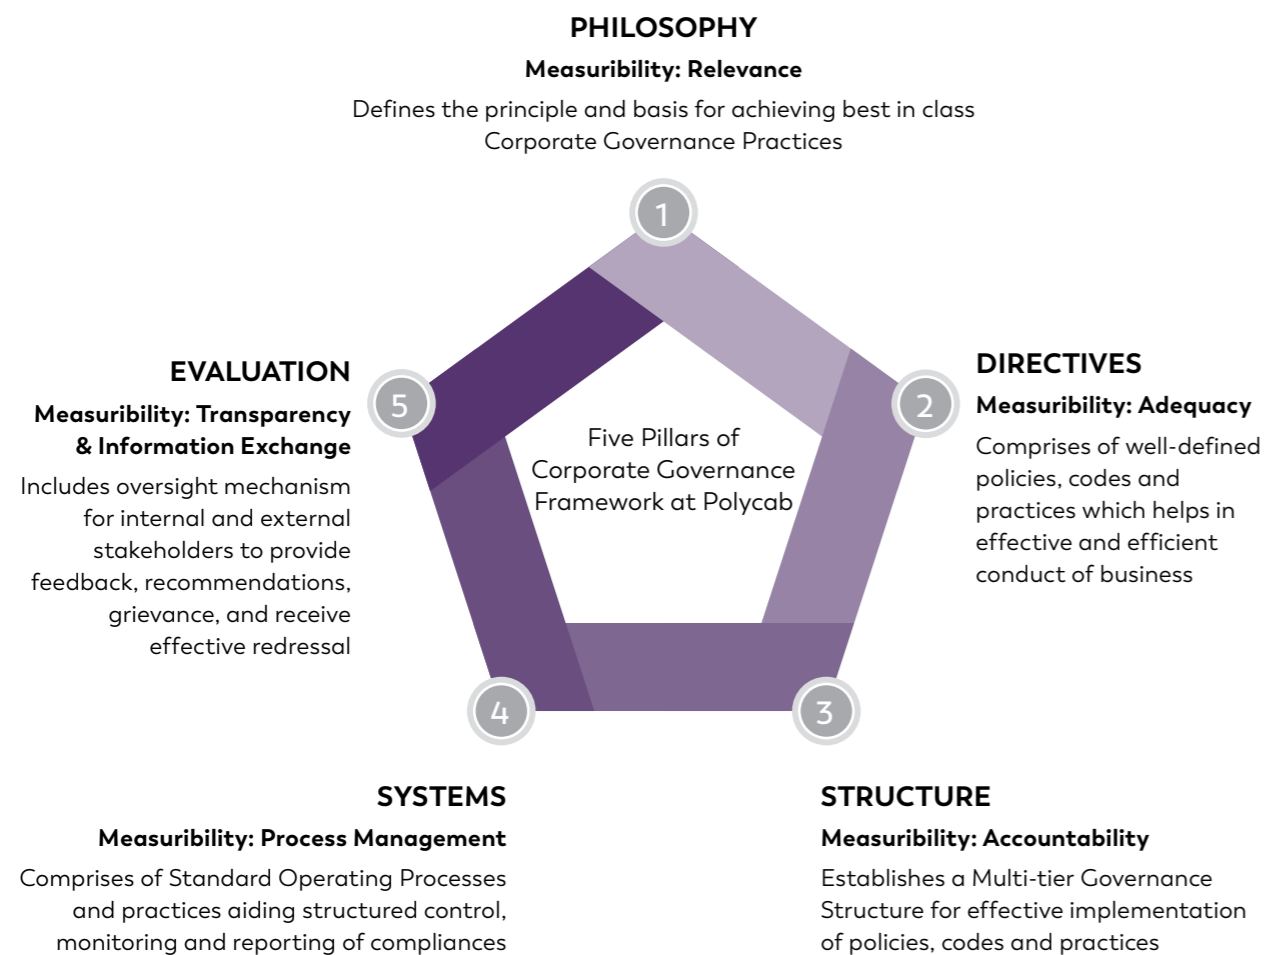 PHILOSOPHY
Measuribility: Relevance
Defines the principle and basis for achieving best in class
Corporate Governance Practices
1
DIRECTIVES
Measuribility: Adequacy
Comprises of well-defined
policies, codes and
practices which helps in
effective and efficient
conduct of business
2
STRUCTURE
Measuribility: Accountability
Establishes a Multi-tier Governance
Structure for effective implementation
of policies, codes and practices
3
SYSTEMS
Measuribility: Process Management
Comprises of Standard Operating Processes
and practices aiding structured control,
monitoring and reporting of compliances
4
EVALUATION
Measuribility: Transparency
& Information Exchange
Includes oversight mechanism
for internal and external
stakeholders to provide
feedback, recommendations,
grievance, and receive
effective redressal
5
Five Pillars of
Corporate Governance
Framework at Polycab